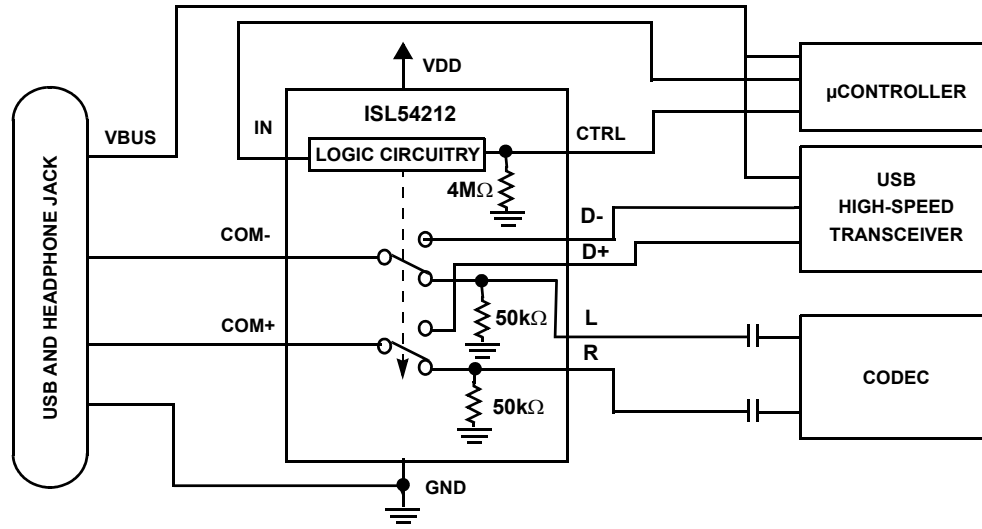 VDD
µCONTROLLER
ISL54212
IN
CTRL
VBUS
LOGIC CIRCUITRY
4MΩ
USB
HIGH-SPEED
TRANSCEIVER
D-
COM-
D+
USB AND HEADPHONE JACK
50kΩ
L
COM+
R
CODEC
50kΩ
GND